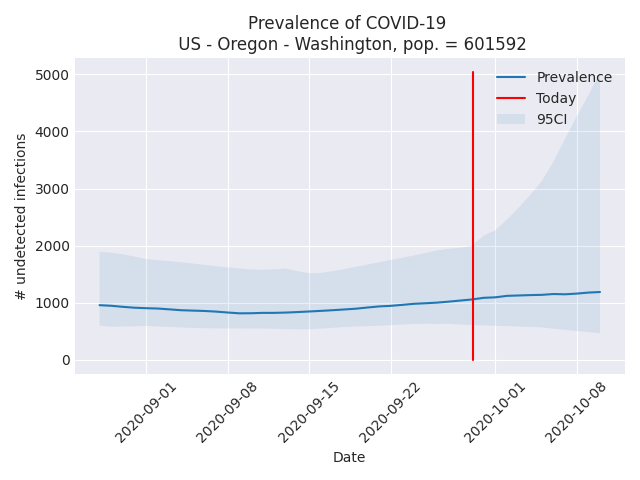 Prevalence of COVID-19
US - Oregon - Washington, pop. = 601592
Prevalence
Today
95CI
# undetected infections
5000
4000
3000
2000
1000
0
2020-09-01
2020-09-08
2020-09-15
2020-09-22
2020-10-01
2020-10-08
Date